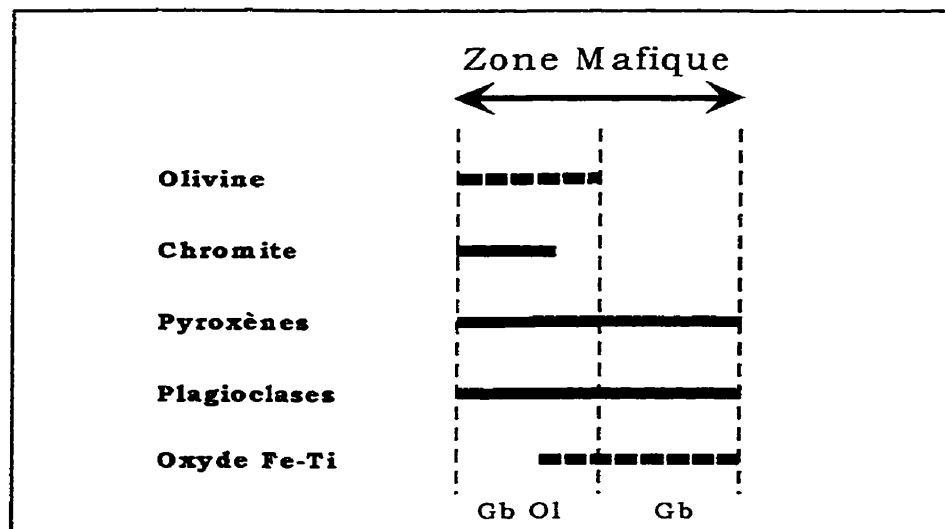 Zone Mafique
Olivine
Chromite
Pyroxènes
Plagioclases
Oxyde Fe-Ti
Gb Ol Gb